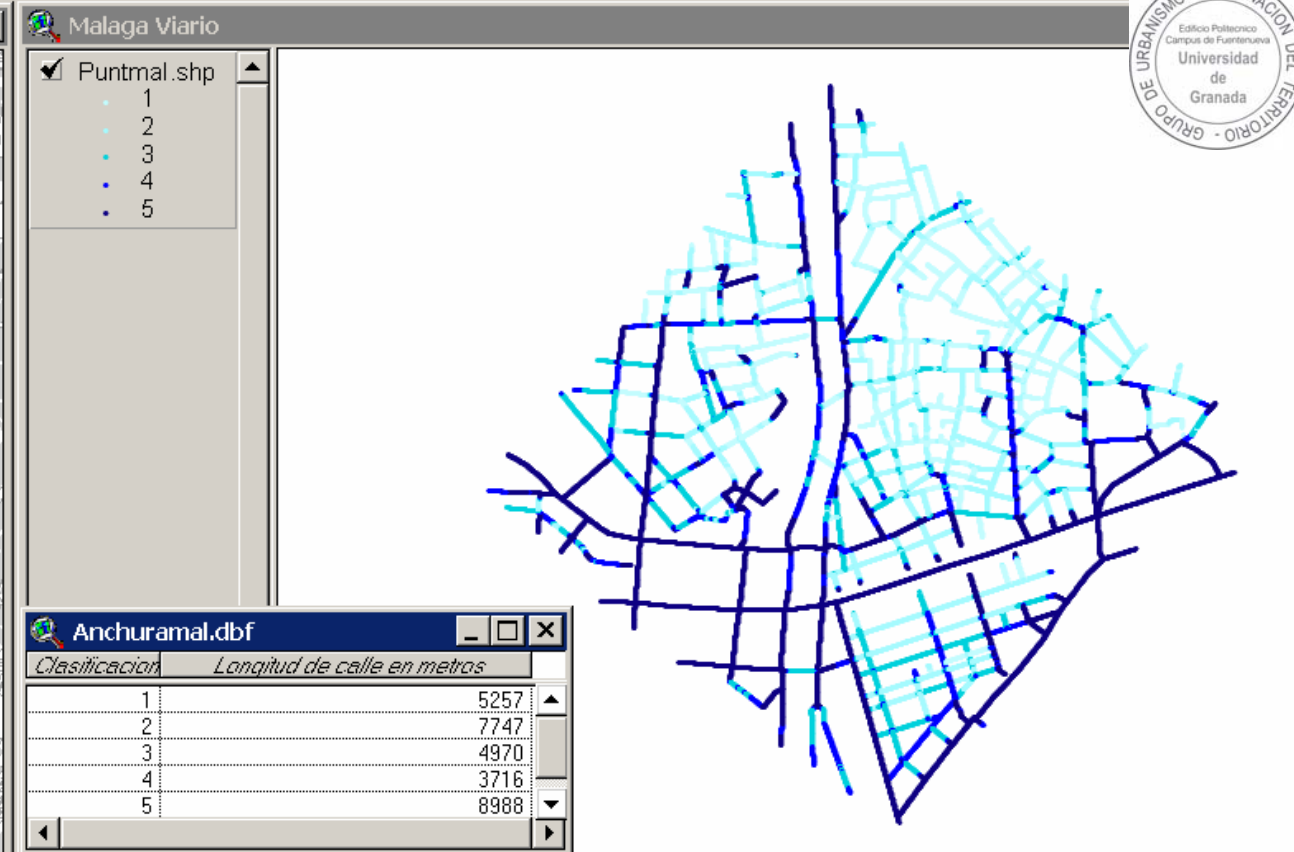 Malaga Viario
Puntmal.shp
1
2
3
4
5
Edificio Politecnico
Campus de Fuentenueva
Universidad
de
Granada
GRUPO DE URBANISMO
DEL TERRITORIO
Anchuramal.dbf
Clasificacion Longitud de calle en metros
1 5257
2 7747
3 4970
4 3716
5 8988